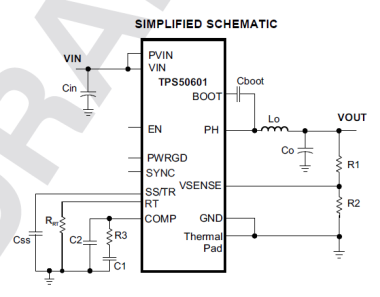 SIMPLIFIED SCHEMATIC
VIN
PVIN
VIN
TPS50601
Cin
Cboot
BOOT
Lo
VOUT
EN
PH
Co
R1
PWRGD
SYNC
SS/TR
VSENSE
RT
R2
COMP
GND
Css
C2
R3
C1
Thermal
Pad